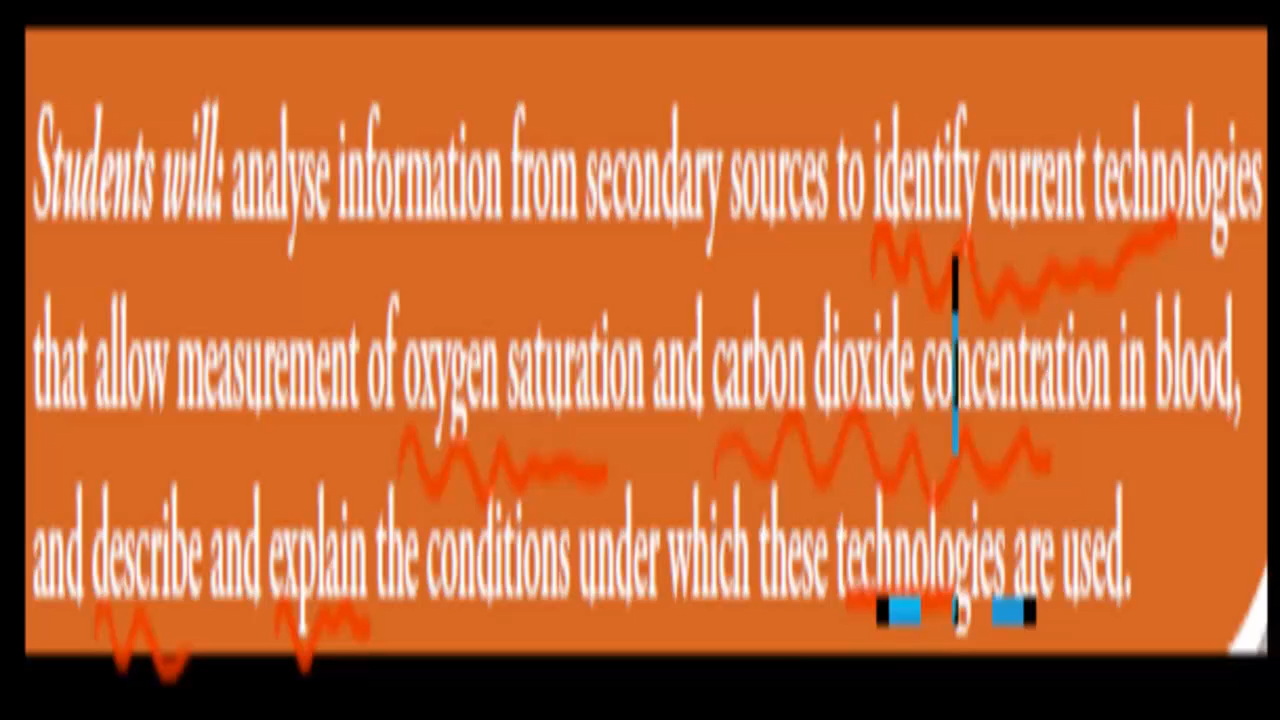 Students will: analyse information from secondary sources to identify current technologies
that allow measurement of oxygen saturation and carbon dioxide concentration in blood,
and describe and explain the conditions under which these technologies are used.